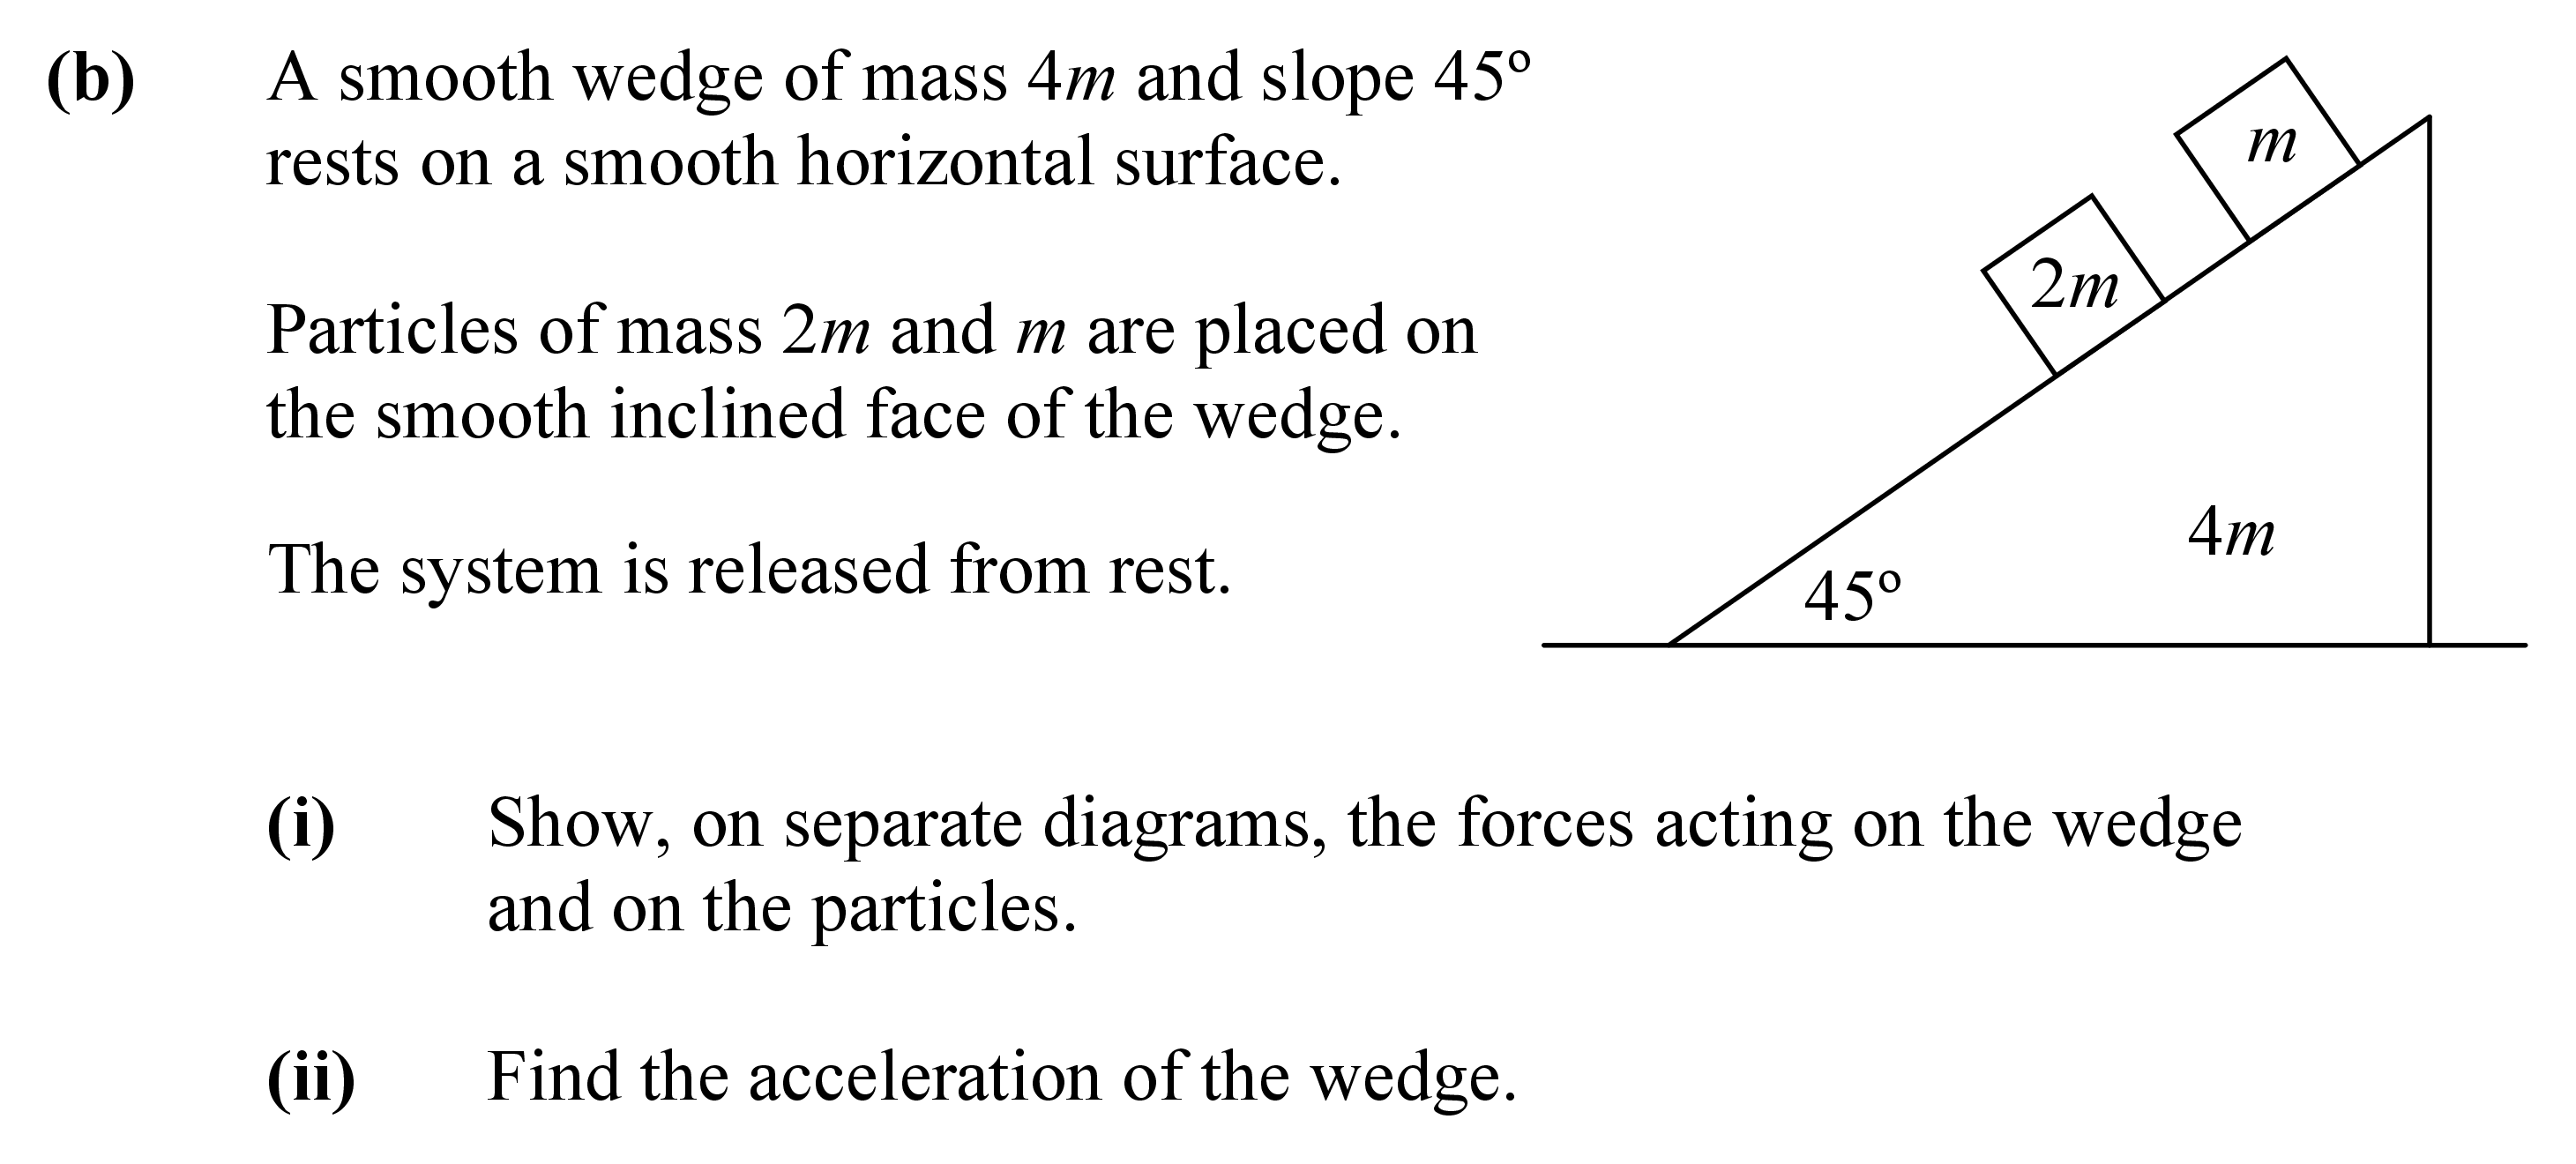 (b) A smooth wedge of mass 4m and slope 45º
rests on a smooth horizontal surface.
Particles of mass 2m and m are placed on
the smooth inclined face of the wedge.
The system is released from rest.
m
2m
4m
45º
(i) Show, on separate diagrams, the forces acting on the wedge
and on the particles.
(ii) Find the acceleration of the wedge.